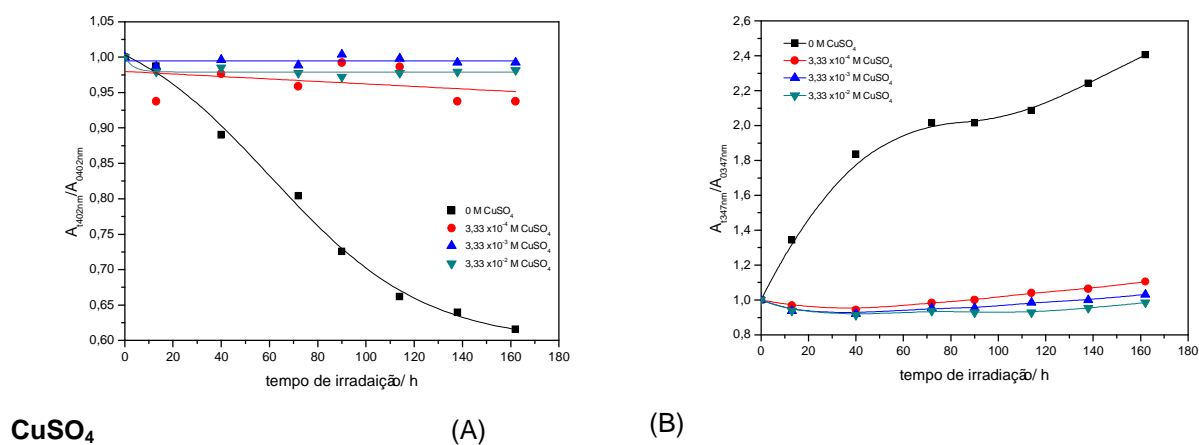 1,05
1,00
0,95
0,90
0,85
0,80
0,75
0,70
0,65
0,60
A_t402nm/A_0402nm
0 M CuSO₄
3,33 x10⁻⁴ M CuSO₄
3,33 x10⁻³ M CuSO₄
3,33 x10⁻² M CuSO₄
0 20 40 60 80 100 120 140 160 180
tempo de irradaição/ h
2,6
2,4
2,2
2,0
1,8
1,6
1,4
1,2
1,0
0,8
A_t347nm/A_0347nm
0 M CuSO₄
3,33 x10⁻⁴ M CuSO₄
3,33 x10⁻³ M CuSO₄
3,33 x10⁻² M CuSO₄
0 20 40 60 80 100 120 140 160 180
tempo de irradiação/ h
CuSO₄ (A) (B)